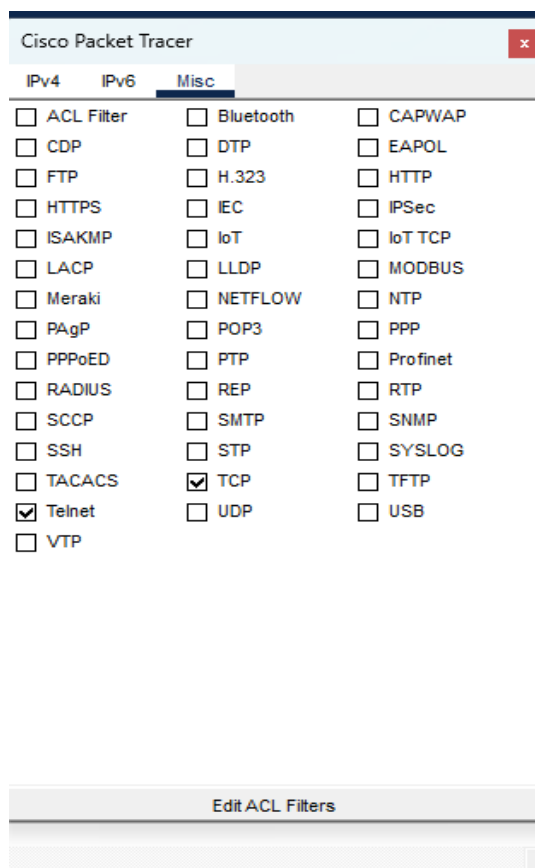 Cisco Packet Tracer x
IPv4 IPv6 Misc
ACL Filter Bluetooth CAPWAP
CDP DTP EAPOL
FTP H.323 HTTP
HTTPS IEC IPSec
ISAKMP IoT IoT TCP
LACP LLDP MODBUS
Meraki NETFLOW NTP
PAgP POP3 PPP
PPPoED PTP Profinet
RADIUS REP RTP
SCCP SMTP SNMP
SSH STP SYSLOG
TACACS TCP TFTP
Telnet UDP USB
VTP
Edit ACL Filters